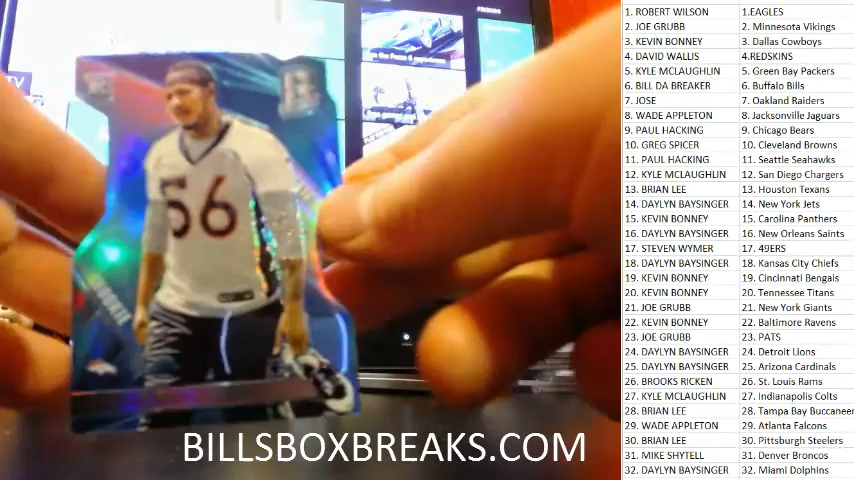 1. ROBERT WILSON 1.EAGLES
2. JOE GRUBB 2. Minnesota Vikings
3. KEVIN BONNEY 3. Dallas Cowboys
4. DAVID WALLIS 4.REDSKINS
5. KYLE MCLAUGHLIN 5. Green Bay Packers
6. BILL DA BREAKER 6. Buffalo Bills
7. JOSE 7. Oakland Raiders
8. WADE APPLETON 8. Jacksonville Jaguars
9. PAUL HACKING 9. Chicago Bears
10. GREG SPICER 10. Cleveland Browns
11. PAUL HACKING 11. Seattle Seahawks
12. KYLE MCLAUGHLIN 12. San Diego Chargers
13. BRIAN LEE 13. Houston Texans
14. DAYLYN BAYSINGER 14. New York Jets
15. KEVIN BONNEY 15. Carolina Panthers
16. DAYLYN BAYSINGER 16. New Orleans Saints
17. STEVEN WYMER 17. 49ERS
18. DAYLYN BAYSINGER 18. Kansas City Chiefs
19. KEVIN BONNEY 19. Cincinnati Bengals
20. KEVIN BONNEY 20. Tennessee Titans
21. JOE GRUBB 21. New York Giants
22. KEVIN BONNEY 22. Baltimore Ravens
23. JOE GRUBB 23. PATS
24. DAYLYN BAYSINGER 24. Detroit Lions
25. DAYLYN BAYSINGER 25. Arizona Cardinals
26. BROOKS RICKEN 26. St. Louis Rams
27. KYLE MCLAUGHLIN 27. Indianapolis Colts
28. BRIAN LEE 28. Tampa Bay Buccaneer
29. WADE APPLETON 29. Atlanta Falcons
30. BRIAN LEE 30. Pittsburgh Steelers
31. MIKE SHYTELL 31. Denver Broncos
32. DAYLYN BAYSINGER 32. Miami Dolphins
TV
56
ROOKIE
BILLSBOXBREAKS.COM